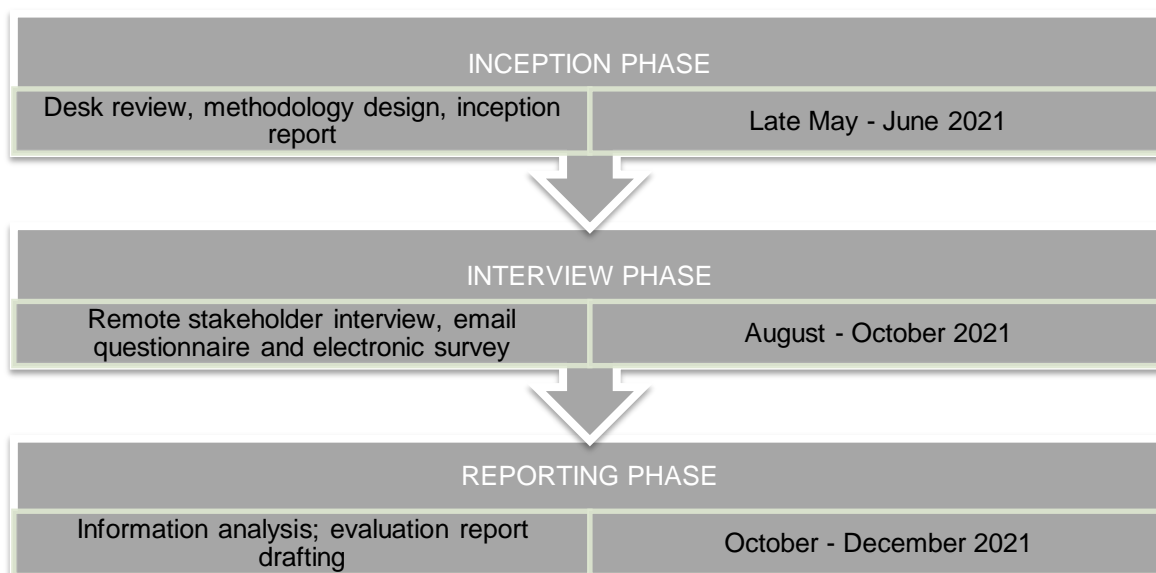 INCEPTION PHASE
Desk review, methodology design, inception
report
Late May - June 2021
INTERVIEW PHASE
Remote stakeholder interview, email
questionnaire and electronic survey
August - October 2021
REPORTING PHASE
Information analysis; evaluation report
drafting
October - December 2021